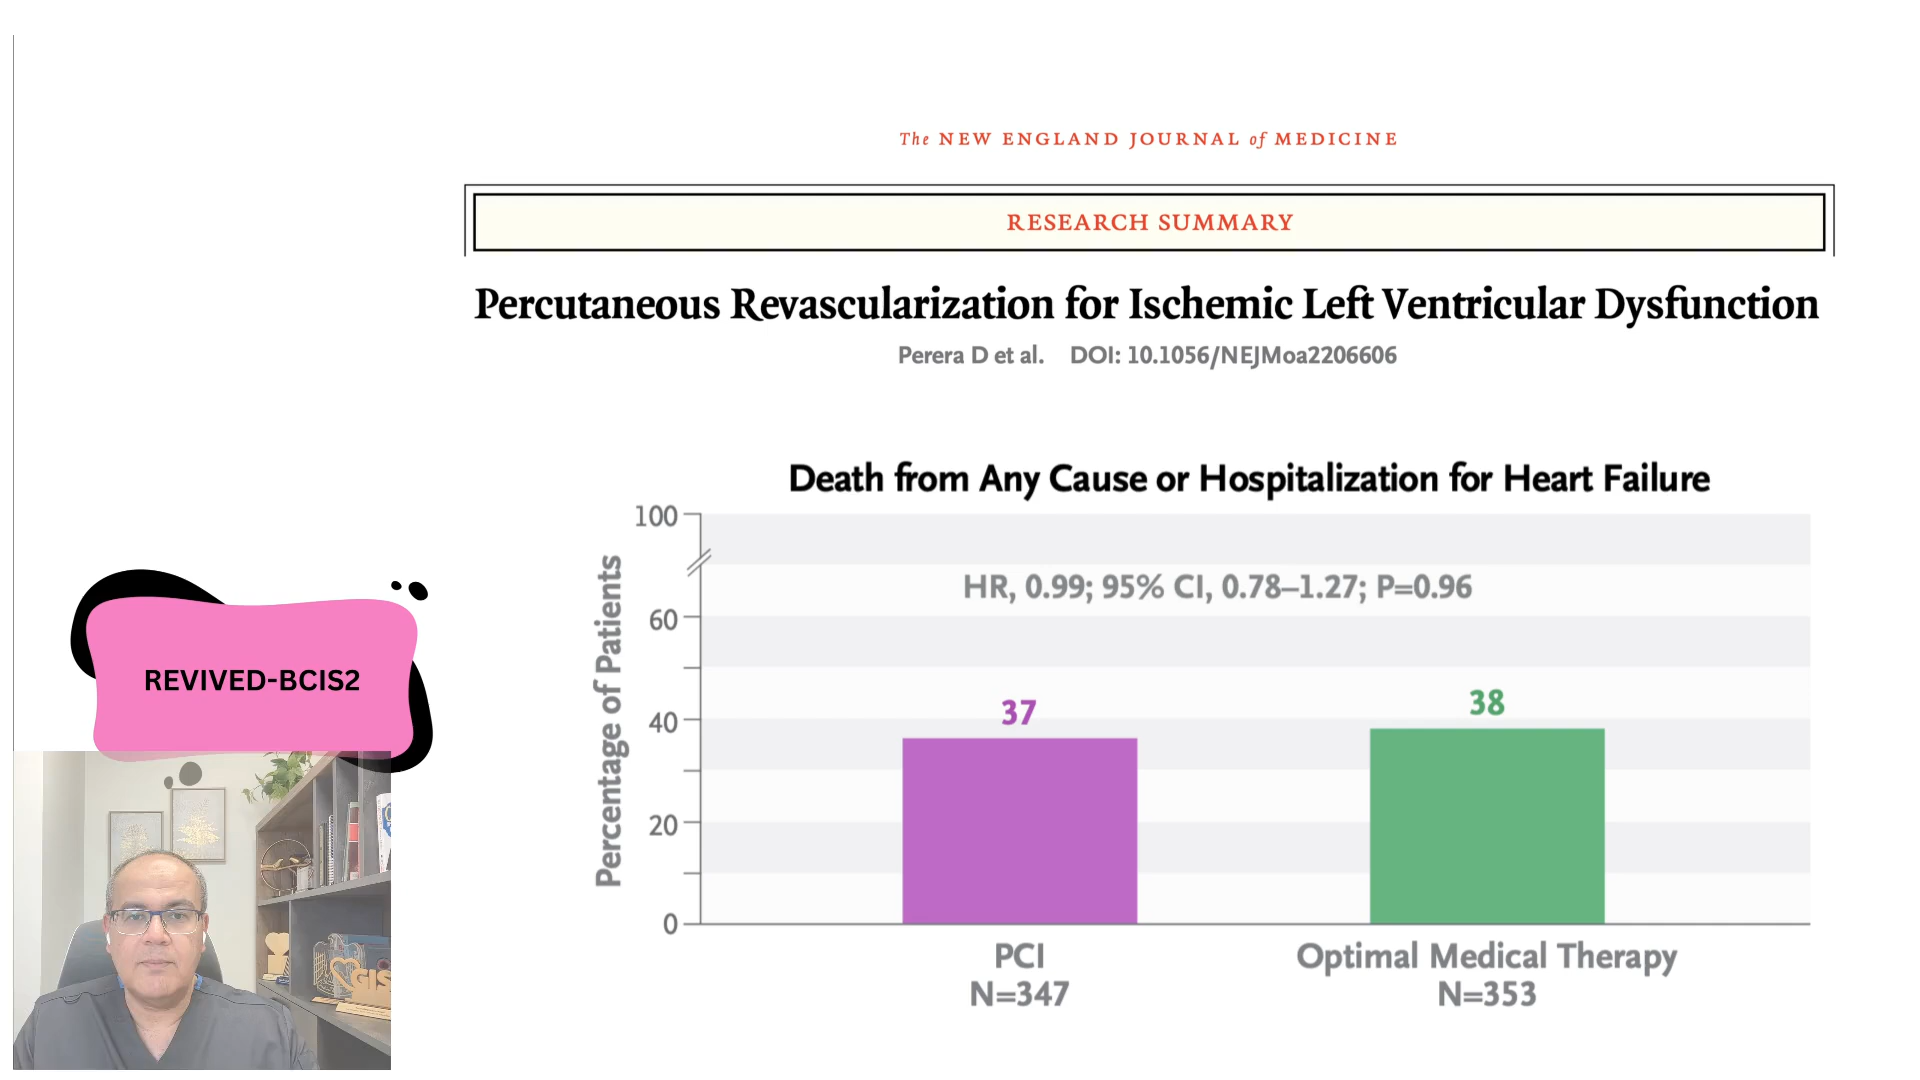 The NEW ENGLAND JOURNAL of MEDICINE
RESEARCH SUMMARY
Percutaneous Revascularization for Ischemic Left Ventricular Dysfunction
Perera D et al. DOI: 10.1056/NEJMoa2206606
Death from Any Cause or Hospitalization for Heart Failure
Percentage of Patients
100
60
40
20
0
HR, 0.99; 95% CI, 0.78–1.27; P=0.96
37
38
PCI
N=347
Optimal Medical Therapy
N=353
REVIVED-BCIS2
GIS